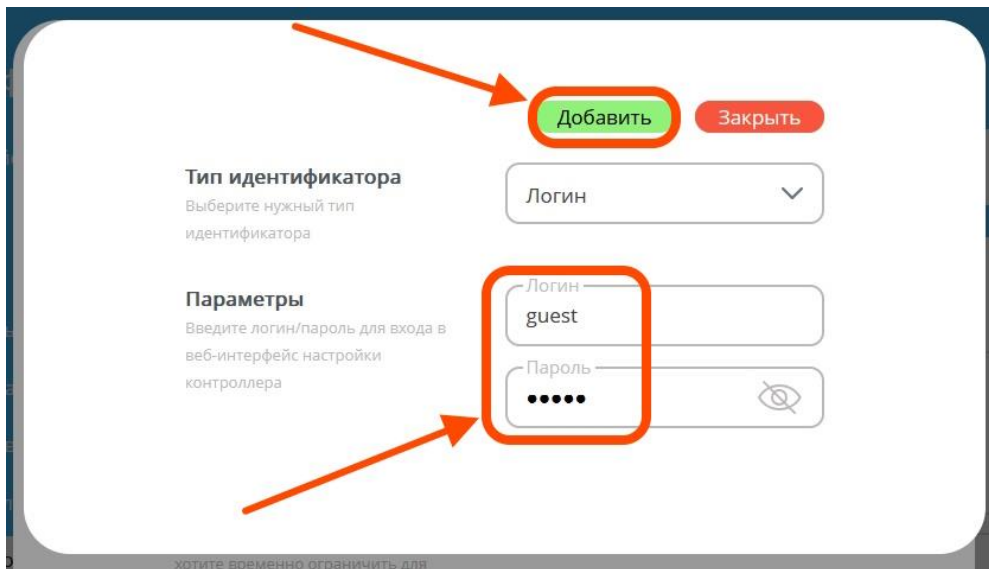 Добавить
Закрыть
Тип идентификатора
Выберите нужный тип
идентификатора
Логин
Параметры
Введите логин/пароль для входа в
веб-интерфейс настройки
контроллера
Логин
guest
Пароль
•••••
хотите временно ограничить для